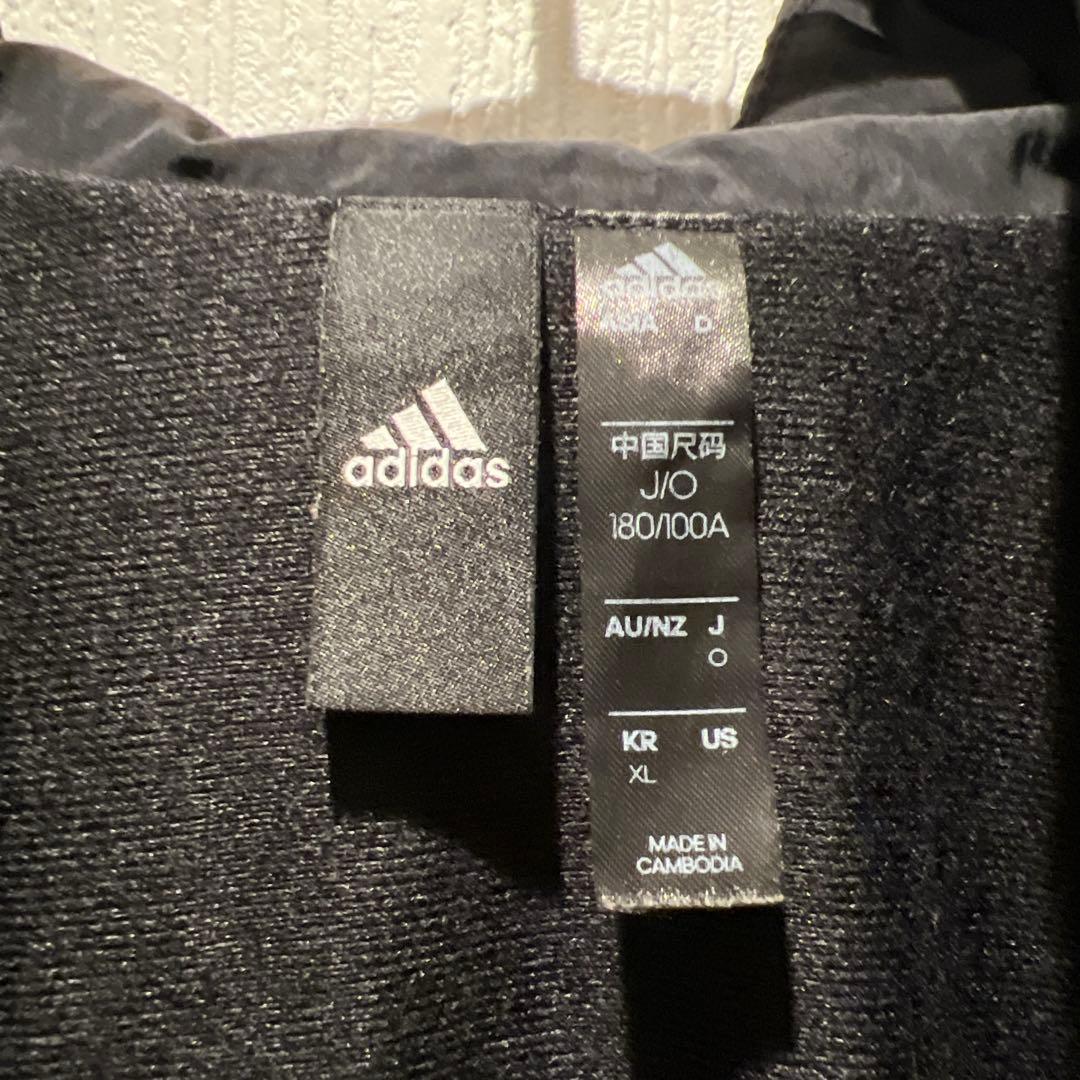 adidas
adidas
ASIA D
中国尺码
J/O
180/100A
AU/NZ J
O
KR US
XL
MADE IN
CAMBODIA